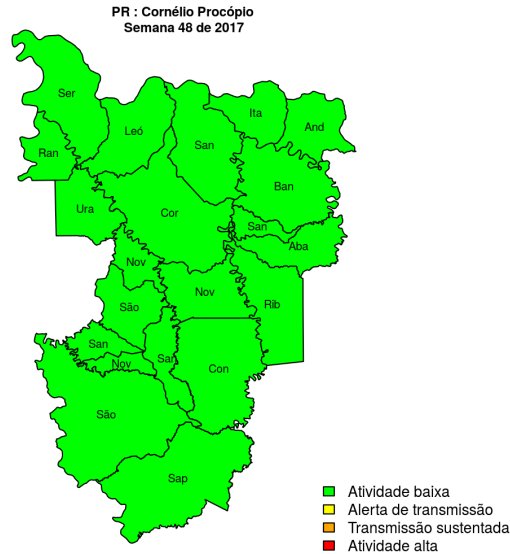 PR : Cornélio Procópio
Semana 48 de 2017
Ser
Leó
Ita
And
San
Ran
Ban
Ura
Cor
San
Aba
Nov
Nov
São
Rib
San
San
Nov
Con
São
Sap
Atividade baixa
Alerta de transmissão
Transmissão sustentada
Atividade alta